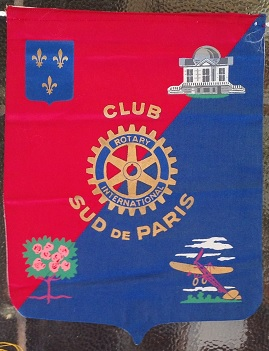 CLUB
ROTARY
INTERNATIONAL
SUD DE PARIS